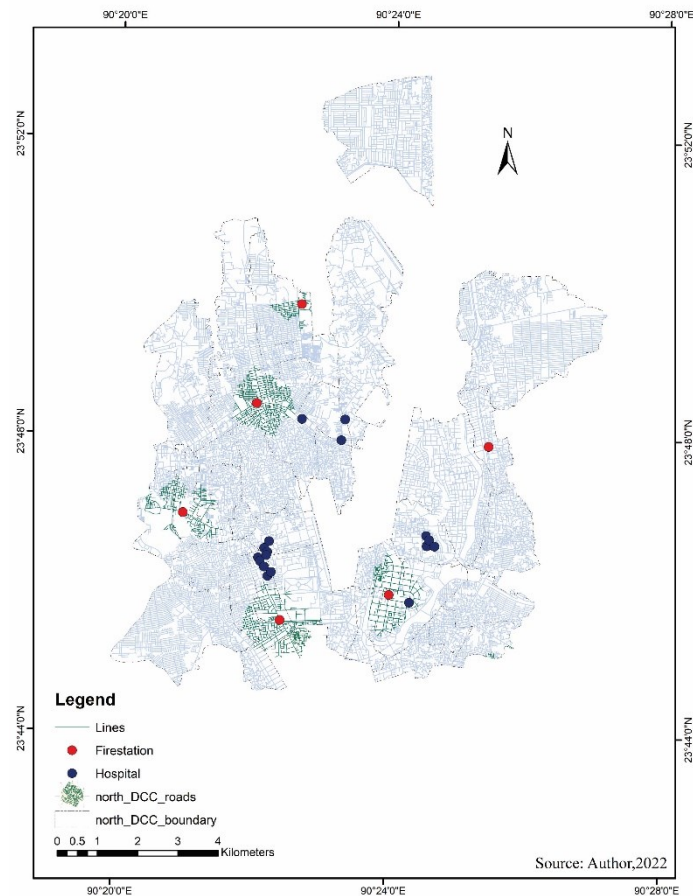 90°20'0"E 90°24'0"E 90°28'0"E
23°52'0"N 23°52'0"N
N
23°48'0"N 23°48'0"N
23°44'0"N 23°44'0"N
Legend
Lines
Firestation
Hospital
north_DCC_roads
north_DCC_boundary
0 0.5 1 2 3 4
Kilometers
Source: Author,2022
90°20'0"E 90°24'0"E 90°28'0"E